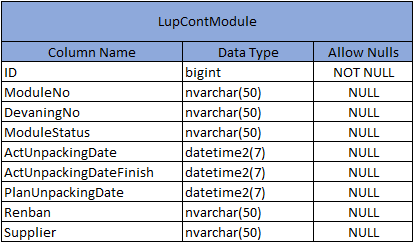 LupContModule
Column Name Data Type Allow Nulls
ID bigint NOT NULL
ModuleNo nvarchar(50) NULL
DevaningNo nvarchar(50) NULL
ModuleStatus nvarchar(50) NULL
ActUnpackingDate datetime2(7) NULL
ActUnpackingDateFinish datetime2(7) NULL
PlanUnpackingDate datetime2(7) NULL
Renban nvarchar(50) NULL
Supplier nvarchar(50) NULL